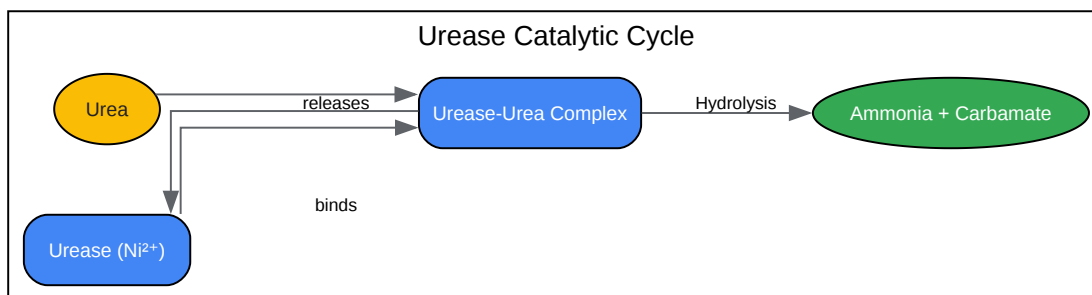 Urease Catalytic Cycle
Urea
releases
Urease-Urea Complex
Hydrolysis
Ammonia + Carbamate
binds
Urease (Ni²⁺)